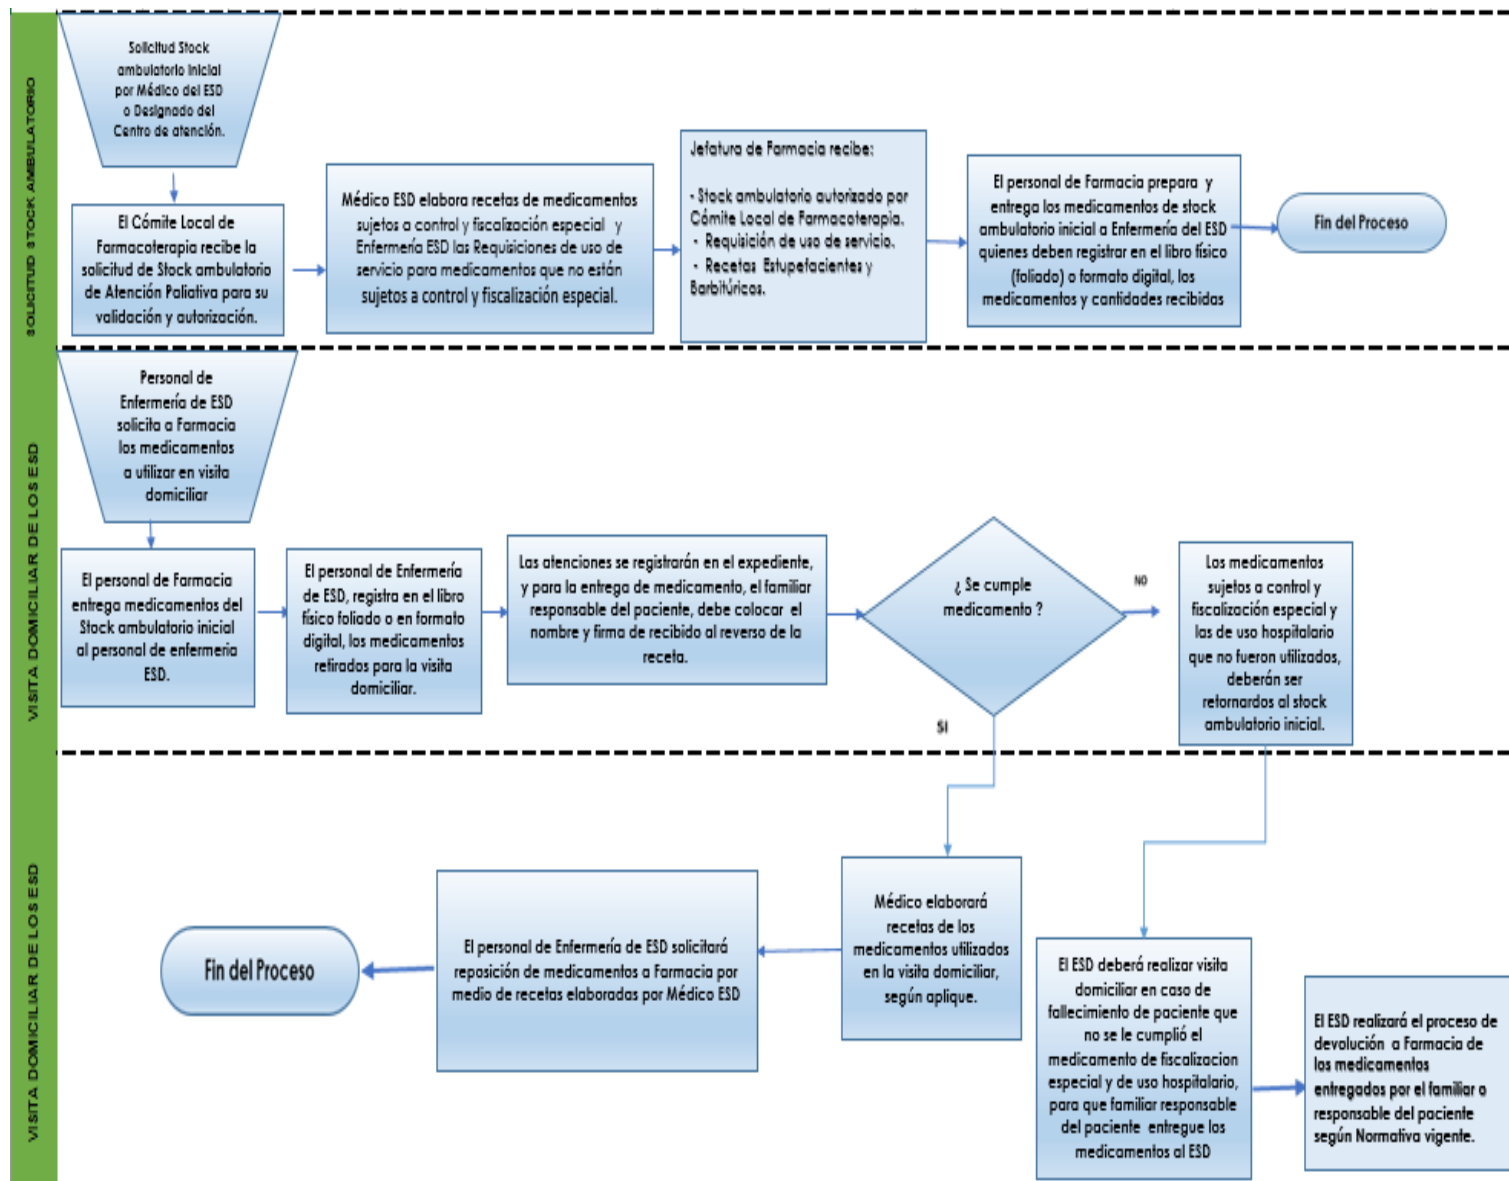 SOLICITUD STOCK AMBULATORIO
Solicitud Stock
ambulatorio inicial
por Médico del ESD
o Designado del
Centro de atención.
El Cómite Local de
Farmacoterapia recibe la
solicitud de Stock ambulatorio
de Atención Paliativa para su
validación y autorización.
Médico ESD elabora recetas de medicamentos
sujetos a control y fiscalización especial y
Enfermería ESD las Requisiciones de uso de
servicio para medicamentos que no están
sujetos a control y fiscalización especial.
Jefatura de Farmacia recibe:
- Stock ambulatorio autorizado por
Cómite Local de Farmacoterapia.
- Requisición de uso de servicio.
- Recetas Estupefacientes y
Barbitúricos.
El personal de Farmacia prepara y
entrega los medicamentos de stock
ambulatorio inicial a Enfermería del ESD
quienes deben registrar en el libro físico
(foliado) o formato digital, los
medicamentos y cantidades recibidas
Fin del Proceso
VISITA DOMICILIAR DE LOS ESD
Personal de
Enfermería de ESD
solicita a Farmacia
los medicamentos
a utilizar en visita
domiciliar
El personal de Farmacia
entrega medicamentos del
Stock ambulatorio inicial
al personal de enfermeria
ESD.
El personal de Enfermería
de ESD, registra en el libro
físico foliado o en formato
digital, los medicamentos
retirados para la visita
domiciliar.
Las atenciones se registrarán en el expediente,
y para la entrega de medicamento, el familiar
responsable del paciente, debe colocar el
nombre y firma de recibido al reverso de la
receta.
¿ Se cumple
medicamento ?
NO
SI
Los medicamentos
sujetos a control y
fiscalización especial y
las de uso hospitalario
que no fueron utilizados,
deberán ser
retornardos al stock
ambulatorio inicial.
VISITA DOMICILIAR DE LOS ESD
Médico elaborará
recetas de los
medicamentos utilizados
en la visita domiciliar,
según aplique.
El personal de Enfermería de ESD solicitará
reposición de medicamentos a Farmacia por
medio de recetas elaboradas por Médico ESD
Fin del Proceso
El ESD deberá realizar visita
domiciliar en caso de
fallecimiento de paciente que
no se le cumplió el
medicamento de fiscalizacion
especial y de uso hospitalario,
para que familiar responsable
del paciente entregue los
medicamentos al ESD
El ESD realizará el proceso de
devolución a Farmacia de
los medicamentos
entregados por el familiar o
responsable del paciente
según Normativa vigente.